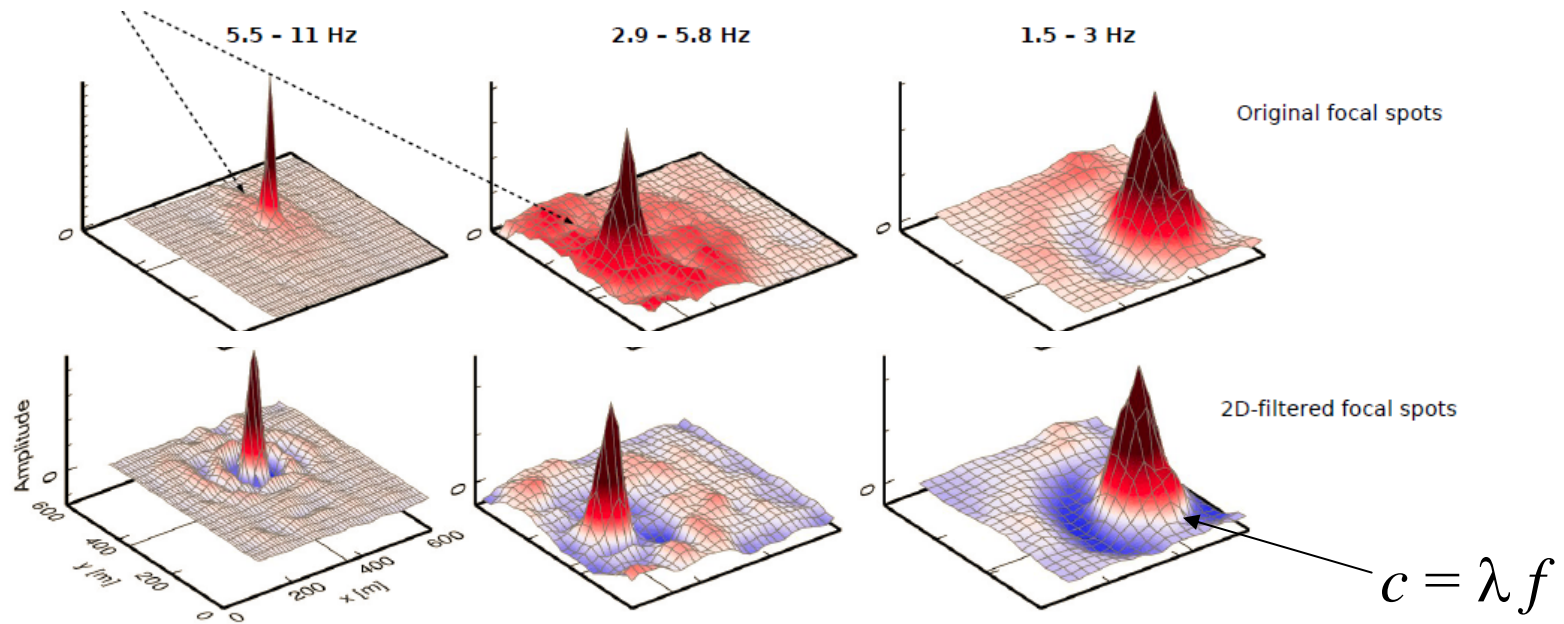 5.5 – 11 Hz
2.9 – 5.8 Hz
1.5 – 3 Hz
Original focal spots
0
0
0
2D-filtered focal spots
Amplitude
0
0
0
600
400
200
0
y [m]
0
200
400
600
x [m]
c = λ f